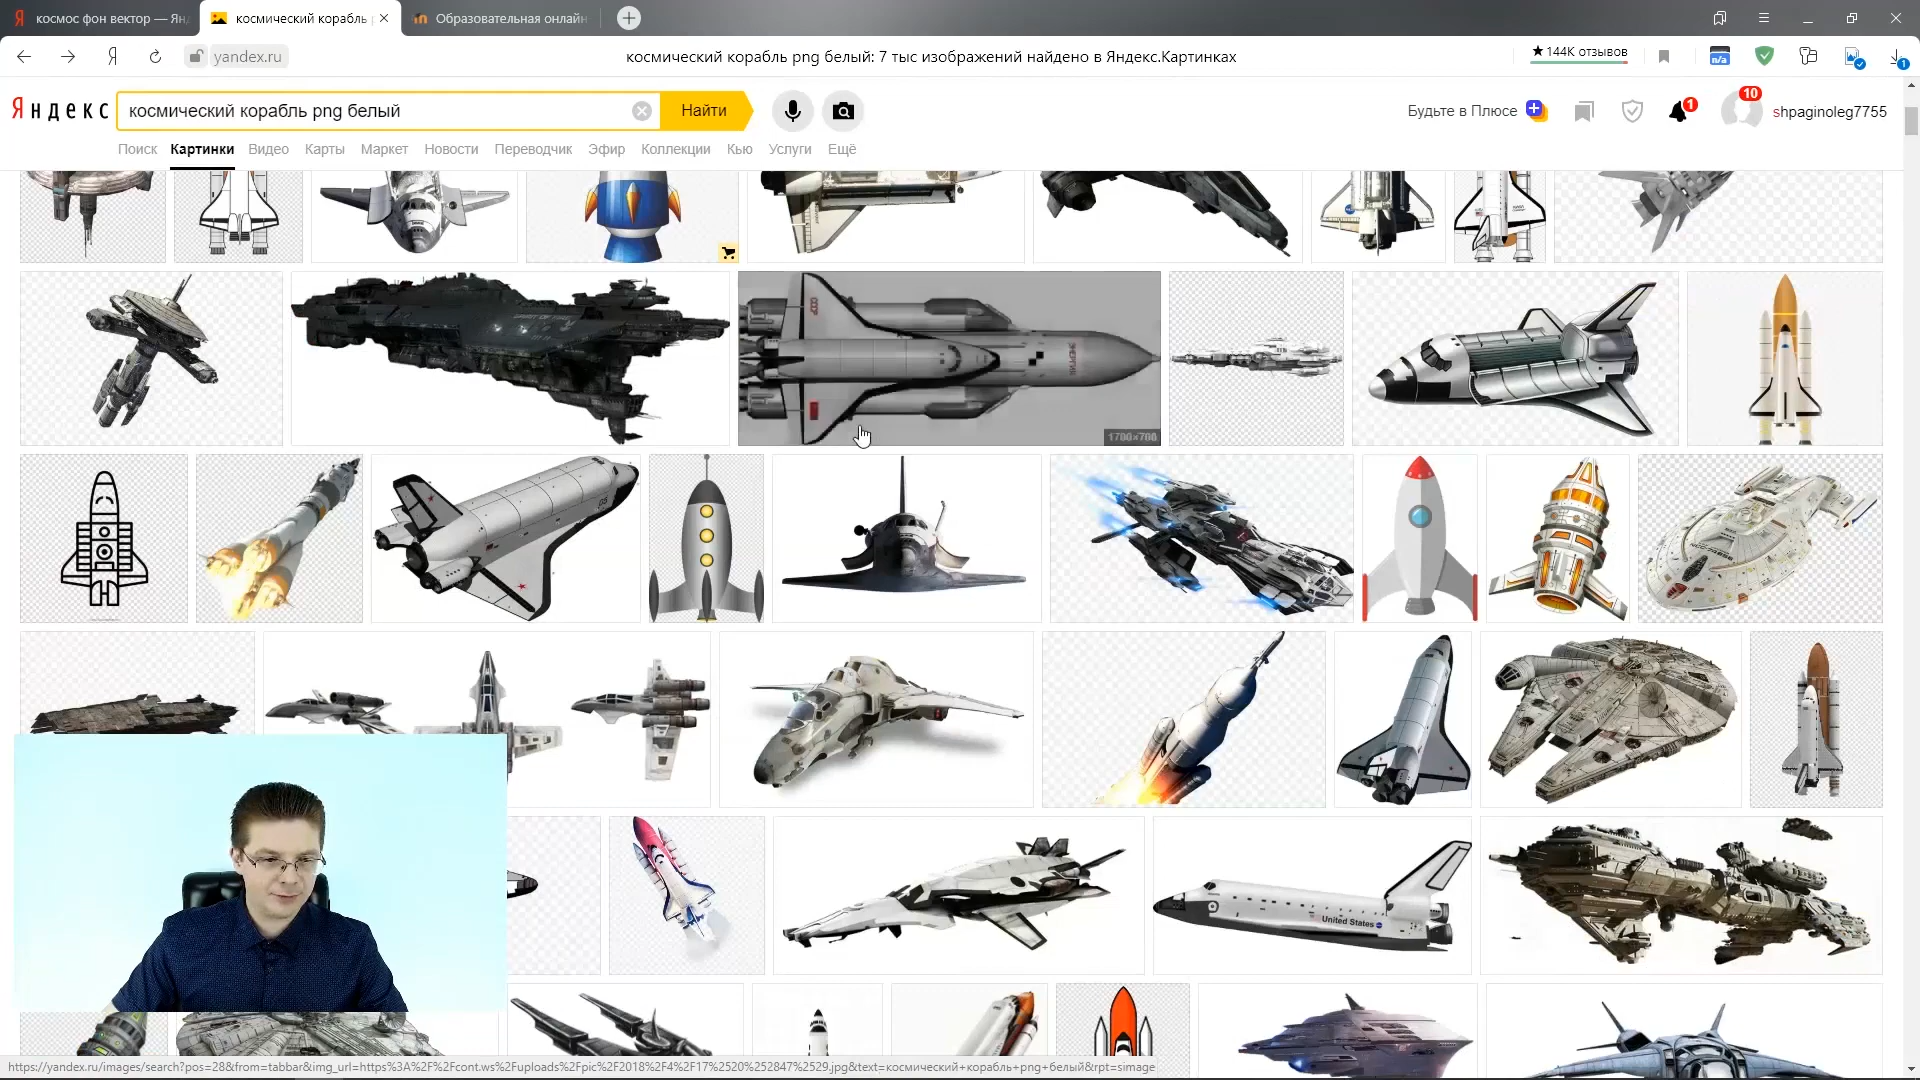 космос фон вектор — Ян
космический корабль
Образовательная онлайн
yandex.ru
космический корабль png белый: 7 тыс изображений найдено в Яндекс.Картинках
★144K отзывов
n/a
1
Яндекс
космический корабль png белый
Найти
Будьте в Плюсе
1
10
shpaginoleg7755
Поиск
Картинки
Видео
Карты
Маркет
Новости
Переводчик
Эфир
Коллекции
Кью
Услуги
Ещё
СССР
ЭНЕРГИЯ
1700×700
United States
https://yandex.ru/images/search?pos=28&from=tabbar&img_url=https%3A%2F%2Fcont.ws%2Fuploads%2Fpic%2F2018%2F4%2F17%2520%252847%2529.jpg&text=космический+корабль+png+белый&rpt=simage